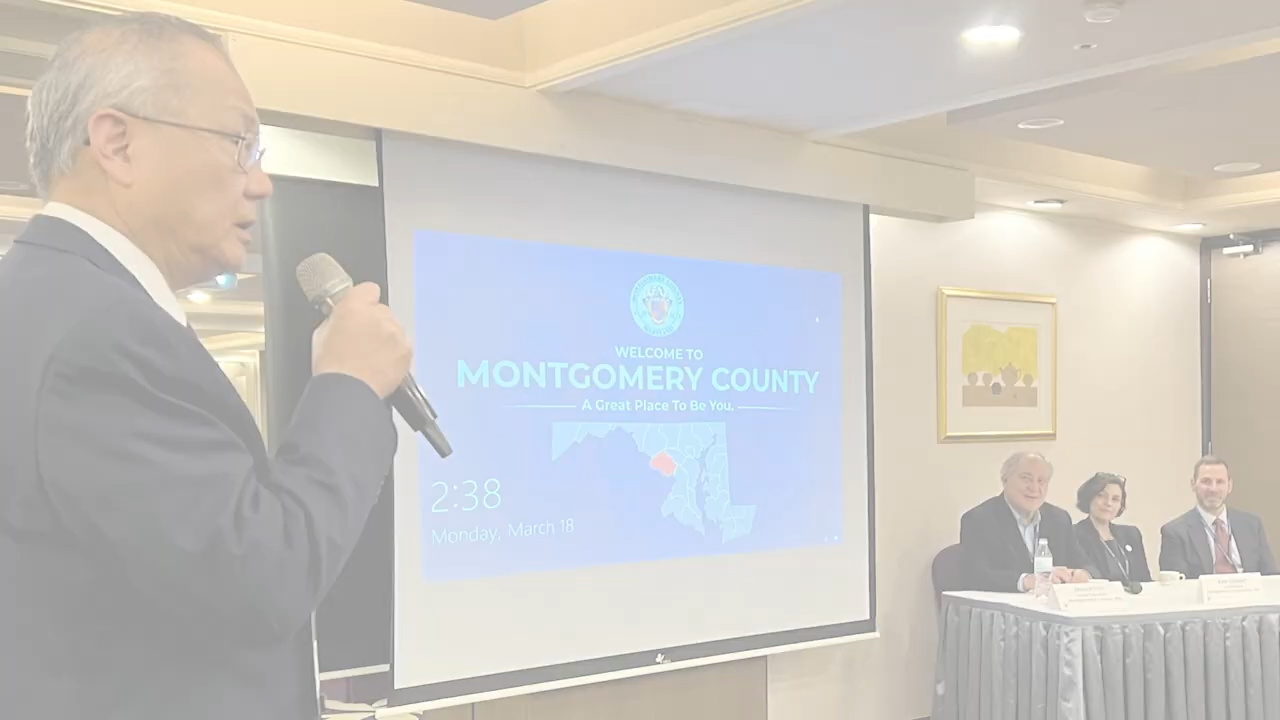 WELCOME TO
MONTGOMERY COUNTY
A Great Place To Be You.
2:38
Monday, March 18